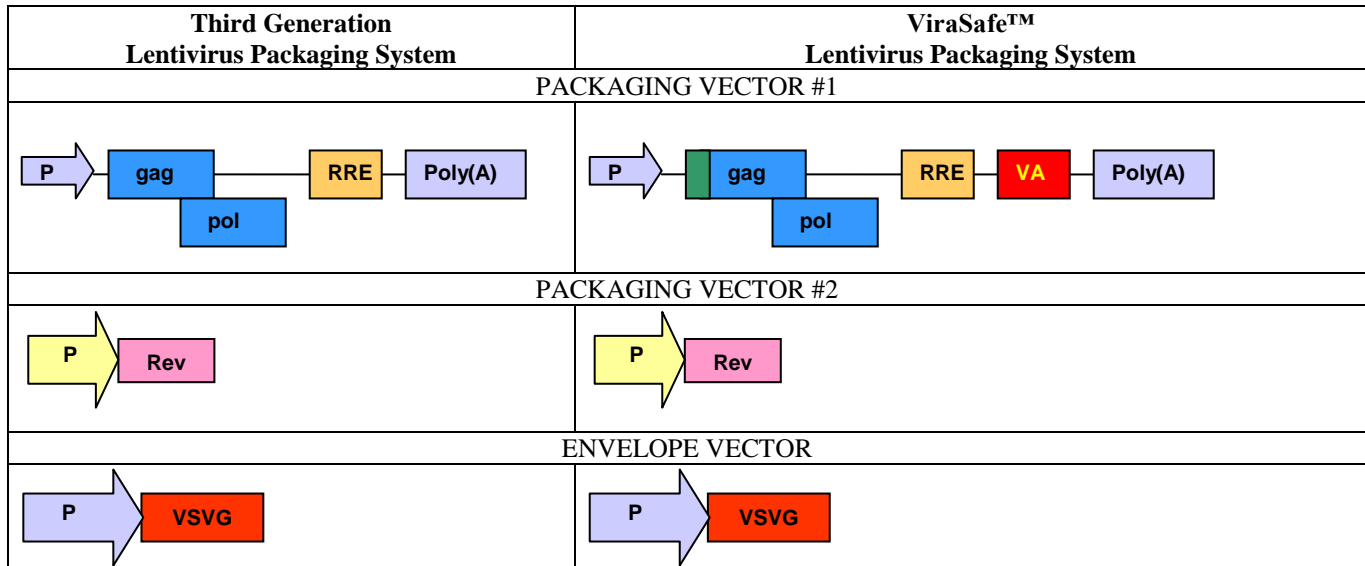 Third Generation
Lentivirus Packaging System
ViraSafe™
Lentivirus Packaging System
PACKAGING VECTOR #1
P gag RRE Poly(A)
pol
P gag RRE VA Poly(A)
pol
PACKAGING VECTOR #2
P Rev
P Rev
ENVELOPE VECTOR
P VSVG
P VSVG